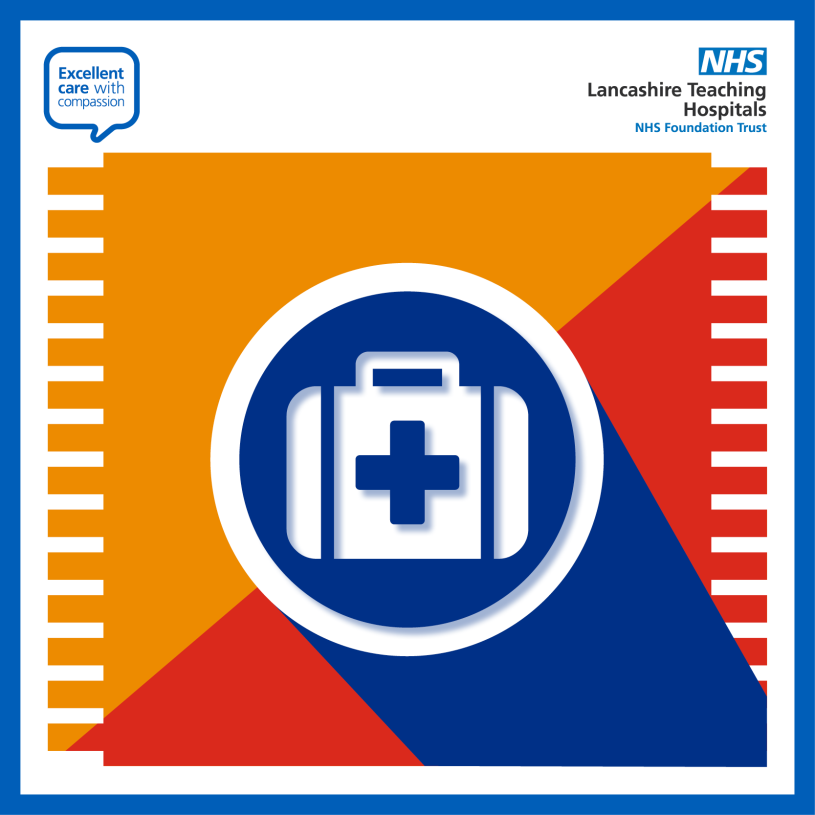 Excellent
care with
compassion
NHS
Lancashire Teaching
Hospitals
NHS Foundation Trust